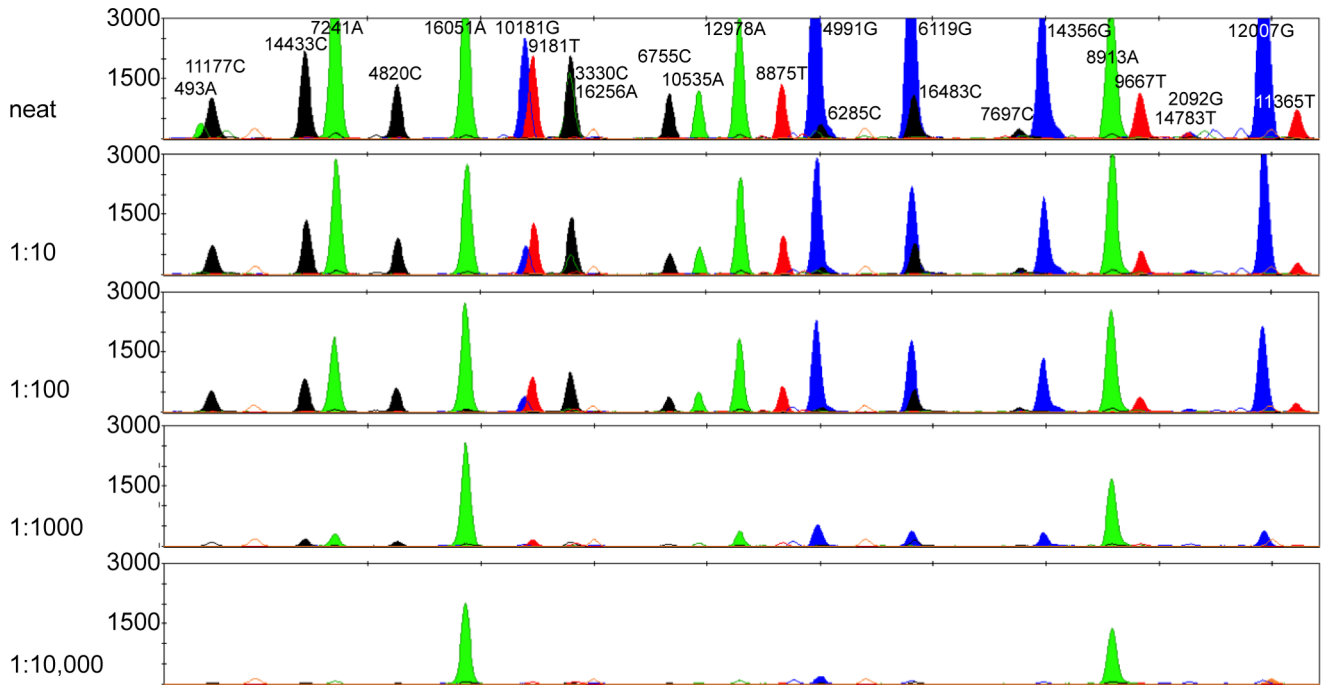 neat
3000
1500
493A
11177C
14433C
7241A
4820C
16051A
10181G
9181T
3330C
16256A
6755C
10535A
12978A
8875T
4991G
6285C
6119G
16483C
7697C
14356G
8913A
9667T
2092G
14783T
12007G
11365T
1:10
3000
1500
1:100
3000
1500
1:1000
3000
1500
1:10,000
3000
1500